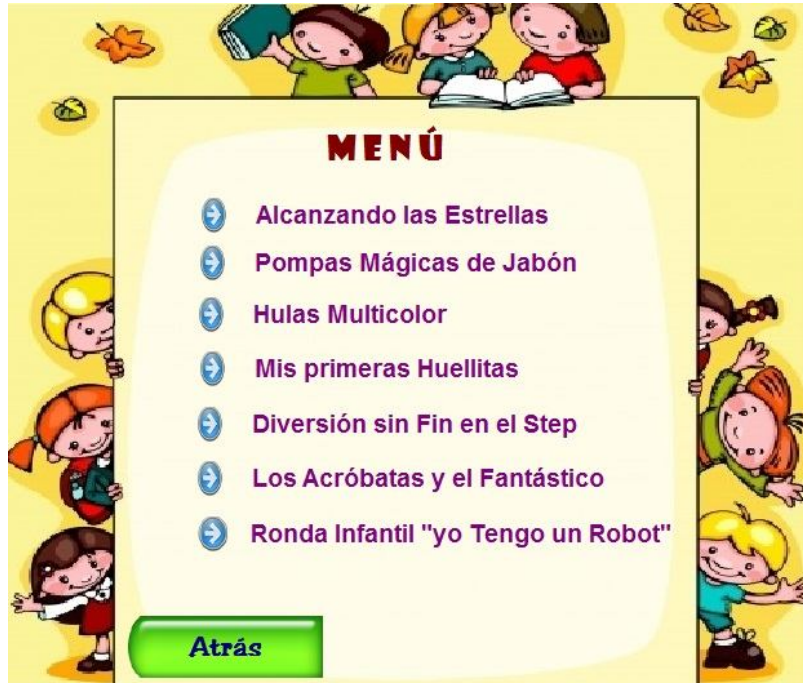 MENÚ
Alcanzando las Estrellas
Pompas Mágicas de Jabón
Hulas Multicolor
Mis primeras Huellitas
Diversión sin Fin en el Step
Los Acróbatas y el Fantástico
Ronda Infantil "yo Tengo un Robot"
Atrás